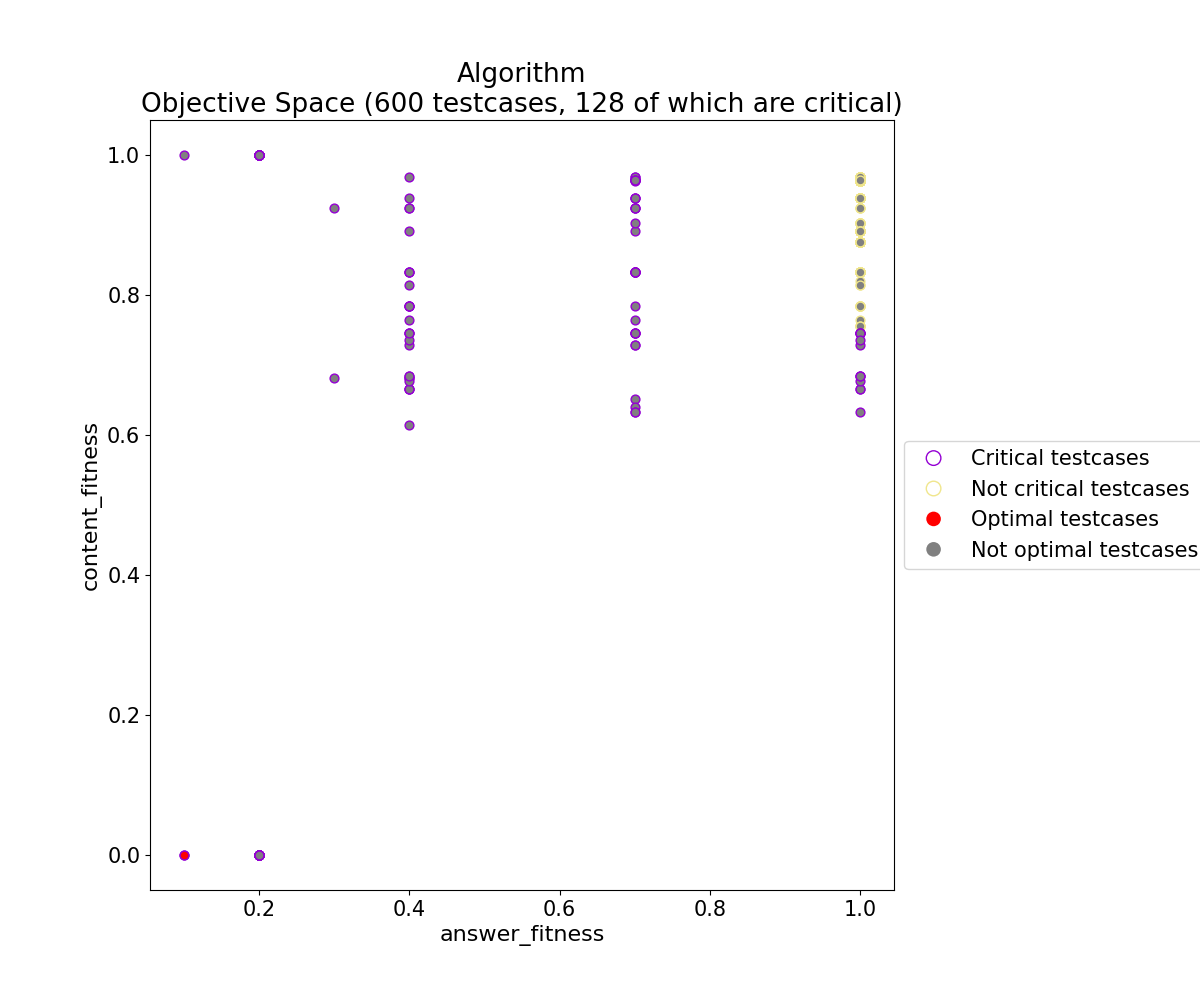 Algorithm
Objective Space (600 testcases, 128 of which are critical)
1.0
0.8
0.6
0.4
0.2
0.0
content_fitness
0.2
0.4
0.6
0.8
1.0
answer_fitness
Critical testcases
Not critical testcases
Optimal testcases
Not optimal testcases